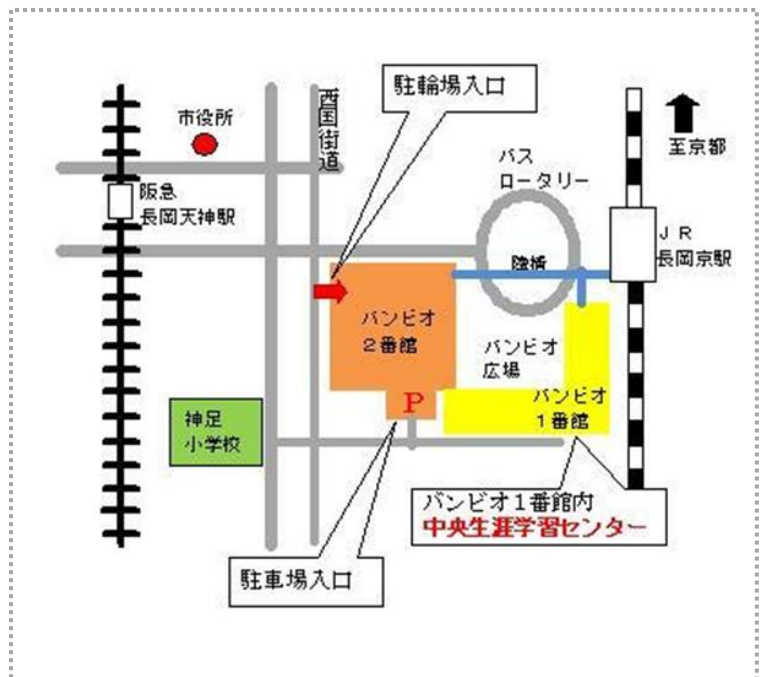 駐輪場入口
西国街道
市役所
至京都
バス
ロータリー
阪急
長岡天神駅
JR
長岡京駅
陸橋
バンビオ
2番館
バンビオ
広場
バンビオ
1番館
P
神足
小学校
バンビオ1番館内
中央生涯学習センター
駐車場入口